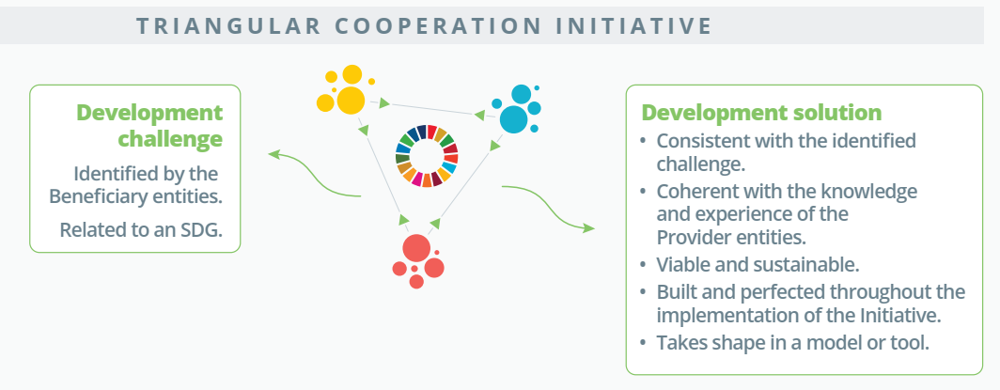 TRIANGULAR COOPERATION INITIATIVE
Development
challenge
Identified by the
Beneficiary entities.
Related to an SDG.
Development solution
• Consistent with the identified
challenge.
• Coherent with the knowledge
and experience of the
Provider entities.
• Viable and sustainable.
• Built and perfected throughout the
implementation of the Initiative.
• Takes shape in a model or tool.